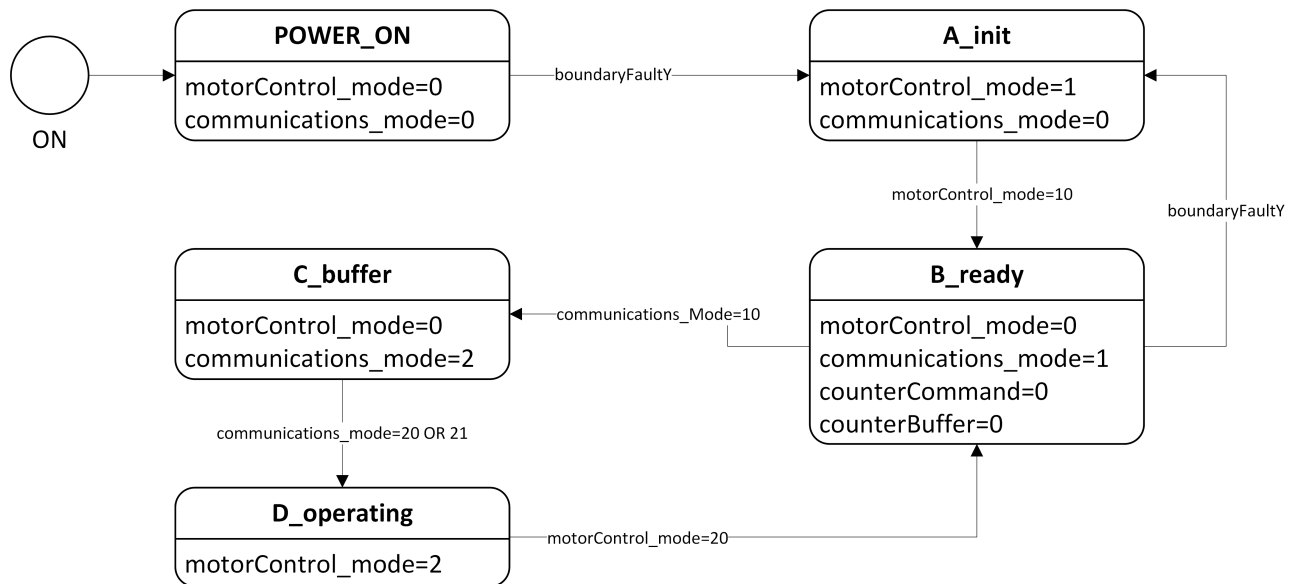 ON
POWER_ON
motorControl_mode=0
communications_mode=0
boundaryFaultY
A_init
motorControl_mode=1
communications_mode=0
motorControl_mode=10
boundaryFaultY
B_ready
motorControl_mode=0
communications_mode=1
counterCommand=0
counterBuffer=0
communications_Mode=10
C_buffer
motorControl_mode=0
communications_mode=2
communications_mode=20 OR 21
D_operating
motorControl_mode=2
motorControl_mode=20